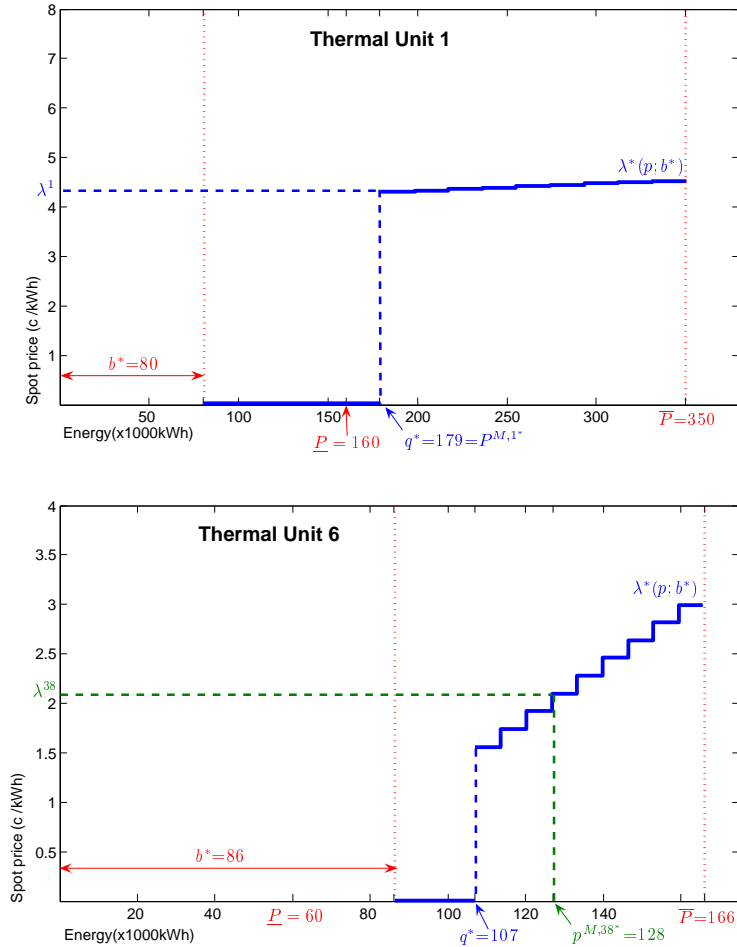 Thermal Unit 1
Spot price (c /kWh)
8
7
6
5
4
3
2
1
λ¹
λ*(p; b*)
b*=80
50 100 150 200 250 300
Energy(x1000kWh)
P = 160
q*=179=P^{M,1*}
P̅=350
Thermal Unit 6
Spot price (c /kWh)
4
3.5
3
2.5
2
1.5
1
0.5
λ³⁸
λ*(p; b*)
b*=86
20 40 60 80 100 120 140
Energy(x1000kWh)
P = 60
q*=107
p^{M,38*}=128
P̅=166